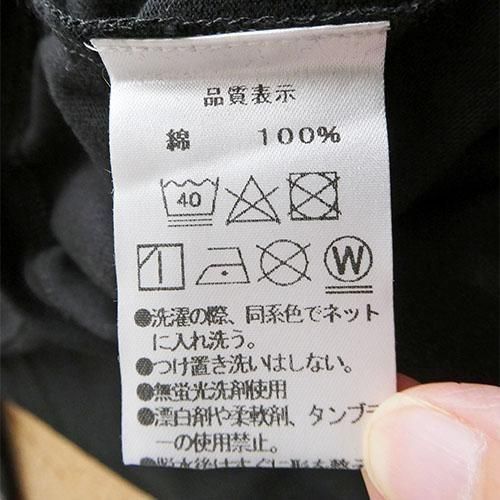 品質表示
綿 100%
40
W
●洗濯の際、同系色でネット
に入れ洗う。
●つけ置き洗いはしない。
●無蛍光洗剤使用
●漂白剤や柔軟剤、タンブラ
ーの使用禁止。